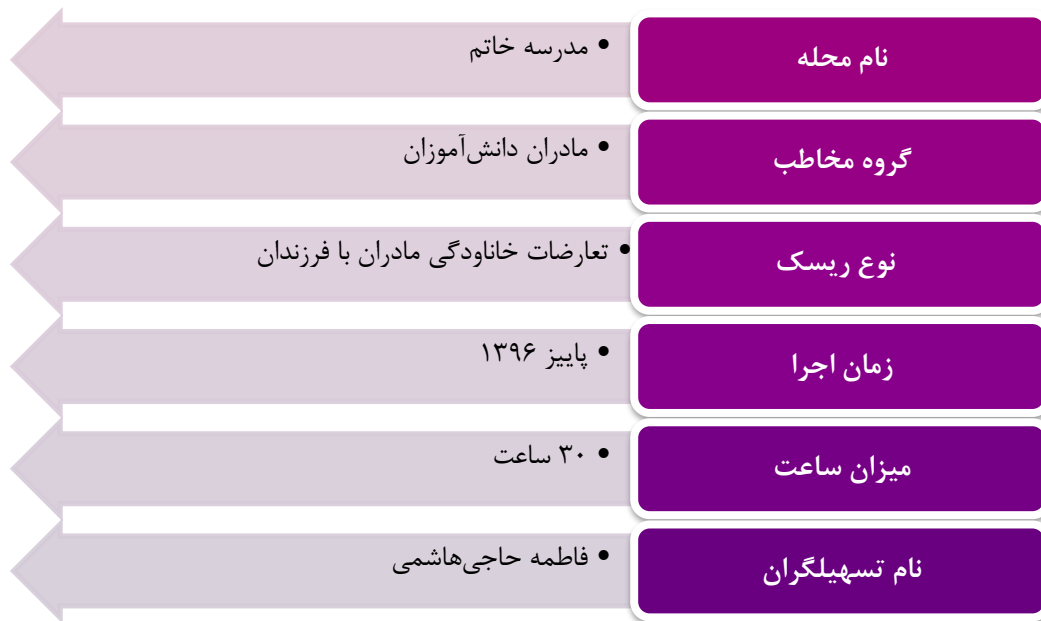 نام محله
• مدرسه خاتم
گروه مخاطب
• مادران دانش‌آموزان
نوع ریسک
• تعارضات خاناودگی مادران با فرزندان
زمان اجرا
• پاییز ۱۳۹۶
میزان ساعت
• ۳۰ ساعت
نام تسهیلگران
• فاطمه حاجی‌هاشمی